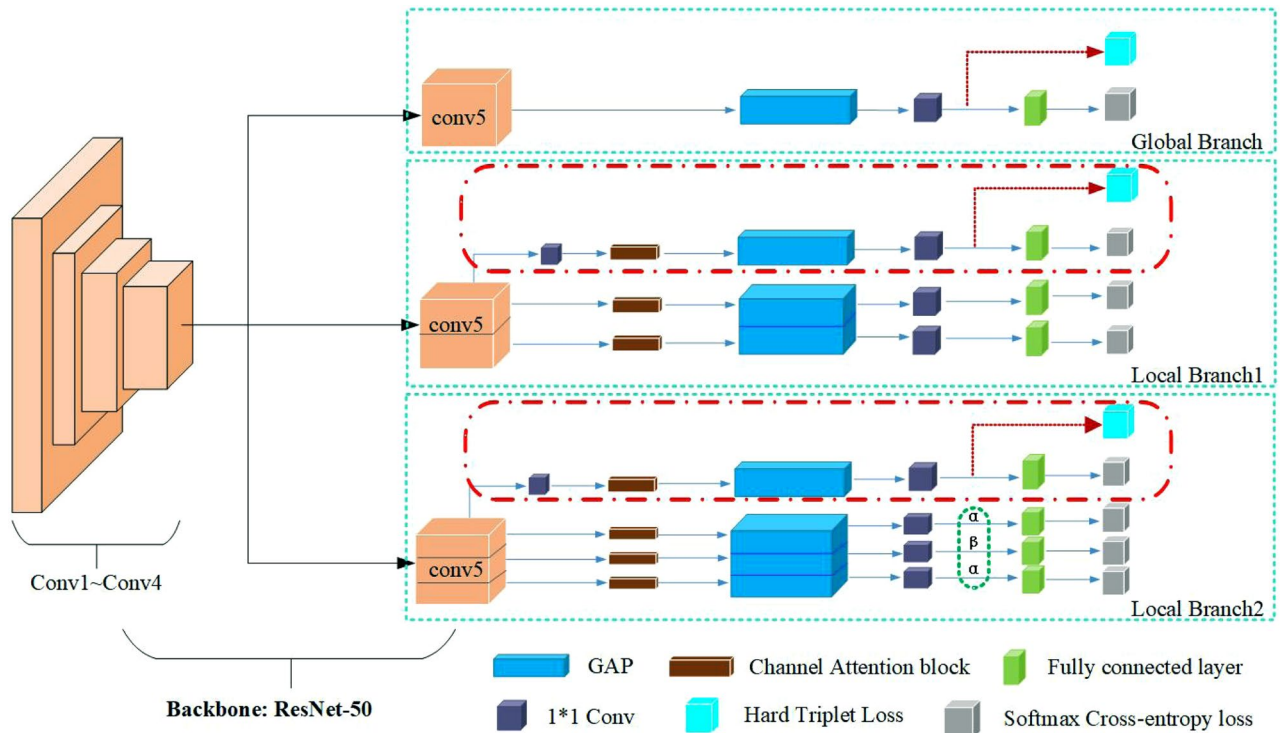 conv5
Global Branch
conv5
Local Branch1
α
β
α
conv5
Local Branch2
Conv1~Conv4
Backbone: ResNet-50
GAP
Channel Attention block
Fully connected layer
1*1 Conv
Hard Triplet Loss
Softmax Cross-entropy loss